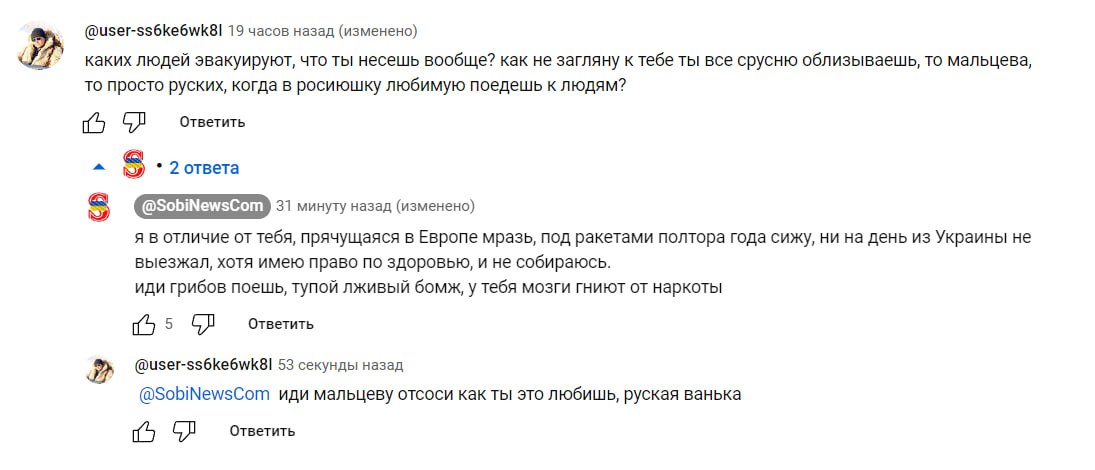 @user-ss6ke6wk8l 19 часов назад (изменено)
каких людей эвакуируют, что ты несешь вообще? как не загляну к тебе ты все срусню облизываешь, то мальцева,
то просто руских, когда в росиюшку любимую поедешь к людям?
Ответить
S • 2 ответа
S @SobiNewsCom 31 минуту назад (изменено)
я в отличие от тебя, прячущаяся в Европе мразь, под ракетами полтора года сижу, ни на день из Украины не
выезжал, хотя имею право по здоровью, и не собираюсь.
иди грибов поешь, тупой лживый бомж, у тебя мозги гниют от наркоты
5 Ответить
@user-ss6ke6wk8l 53 секунды назад
@SobiNewsCom иди мальцеву отсоси как ты это любишь, руская ванька
Ответить